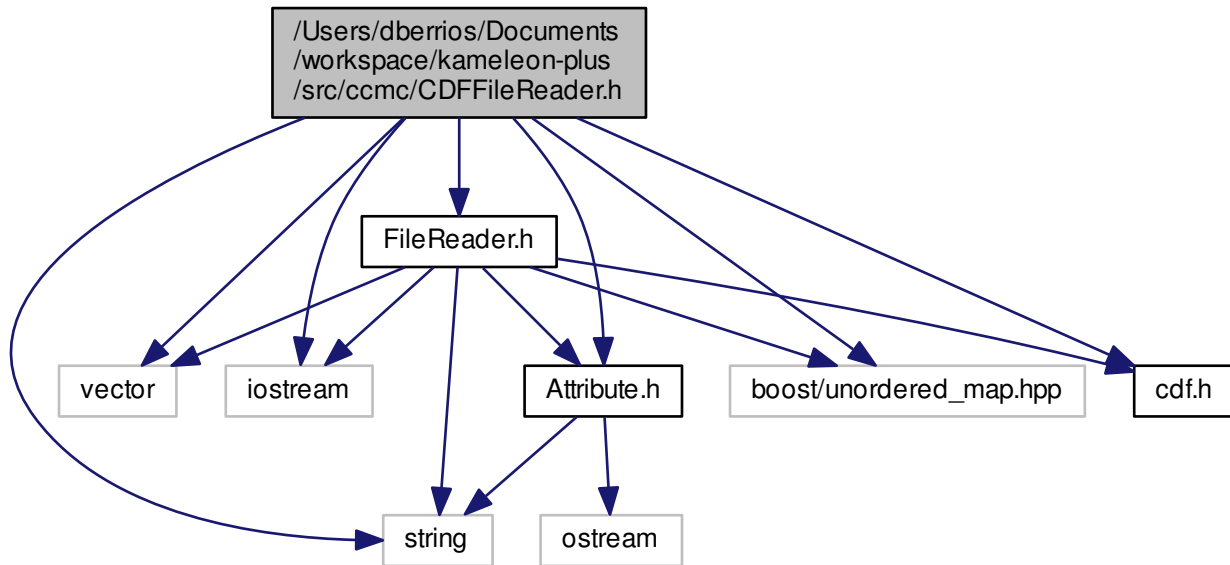 /Users/dberrios/Documents
/workspace/kameleon-plus
/src/ccmc/CDFFileReader.h
FileReader.h
vector
iostream
Attribute.h
boost/unordered_map.hpp
cdf.h
string
ostream